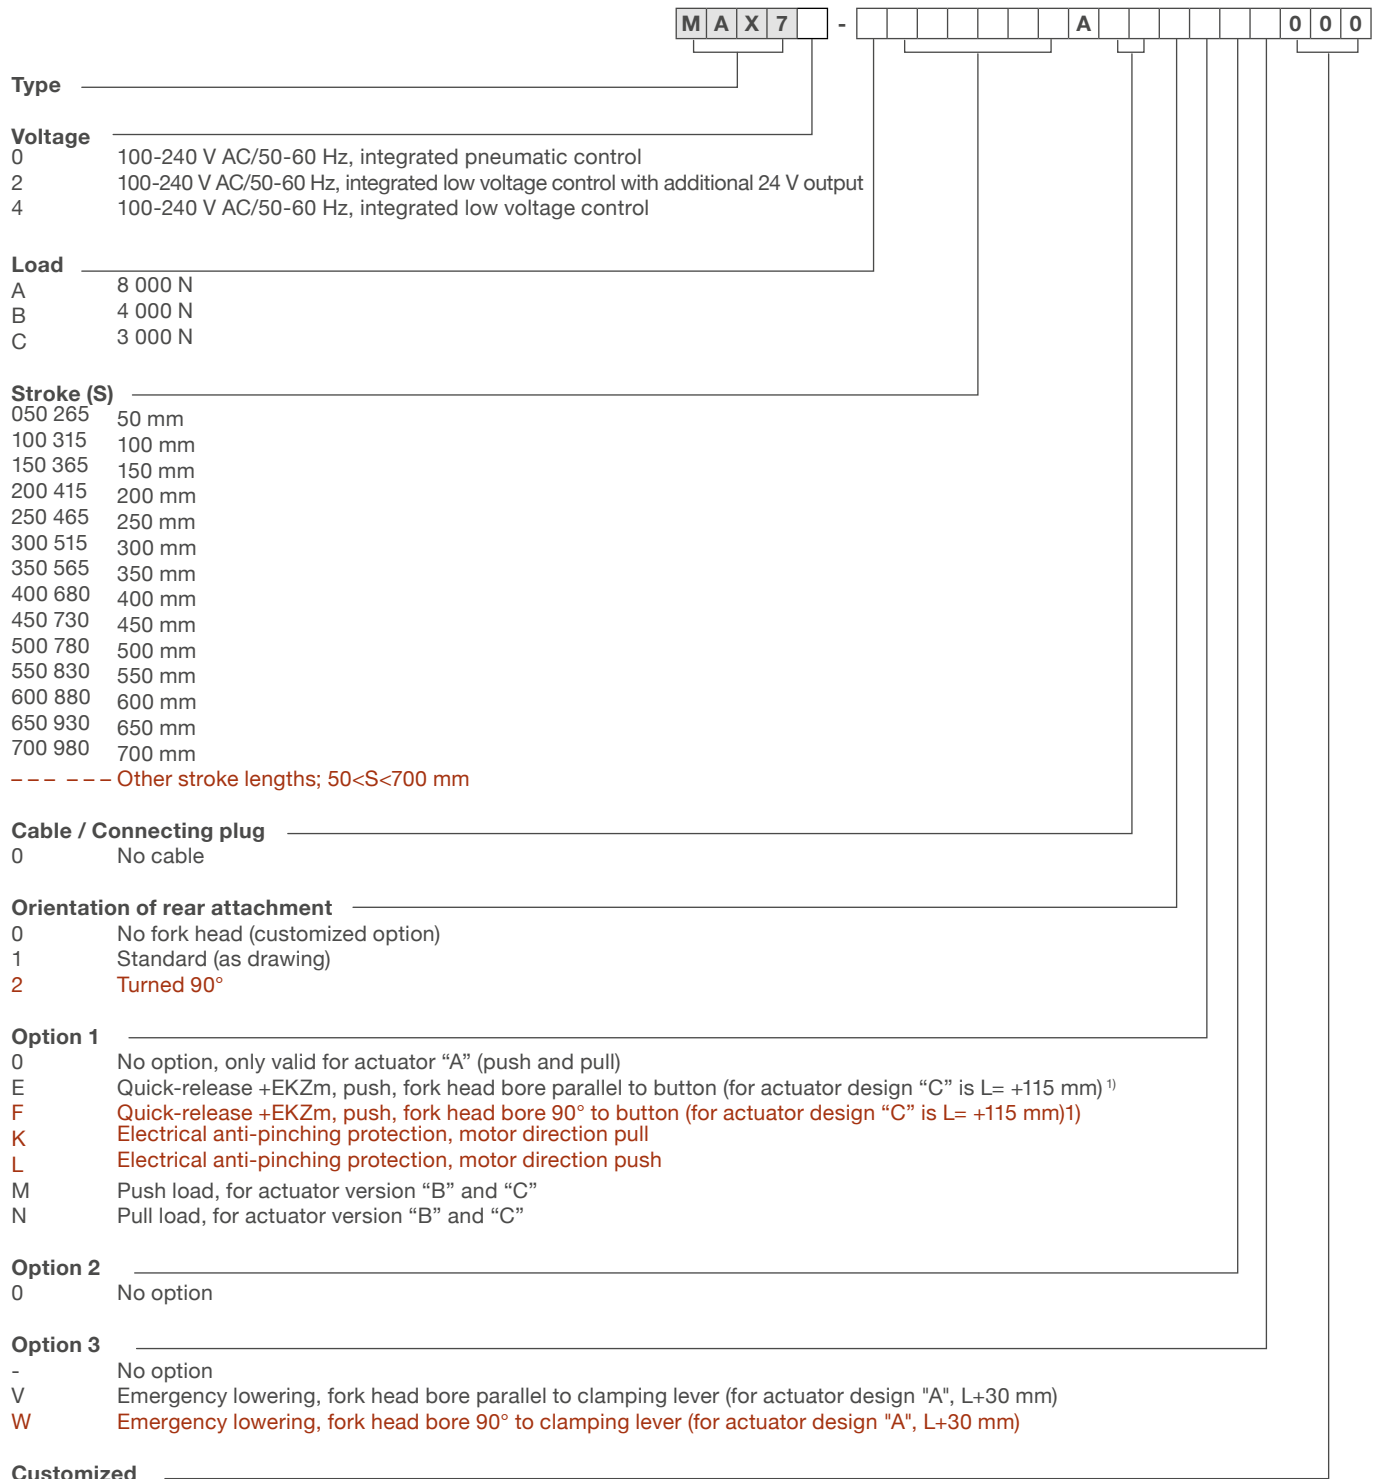 M A X 7 - A 0 0 0
Type
Voltage
0 100-240 V AC/50-60 Hz, integrated pneumatic control
2 100-240 V AC/50-60 Hz, integrated low voltage control with additional 24 V output
4 100-240 V AC/50-60 Hz, integrated low voltage control
Load
A 8 000 N
B 4 000 N
C 3 000 N
Stroke (S)
050 265 50 mm
100 315 100 mm
150 365 150 mm
200 415 200 mm
250 465 250 mm
300 515 300 mm
350 565 350 mm
400 680 400 mm
450 730 450 mm
500 780 500 mm
550 830 550 mm
600 880 600 mm
650 930 650 mm
700 980 700 mm
– – – – – – Other stroke lengths; 50<S<700 mm
Cable / Connecting plug
0 No cable
Orientation of rear attachment
0 No fork head (customized option)
1 Standard (as drawing)
2 Turned 90°
Option 1
0 No option, only valid for actuator “A” (push and pull)
E Quick-release +EKZm, push, fork head bore parallel to button (for actuator design “C” is L= +115 mm) 1)
F Quick-release +EKZm, push, fork head bore 90° to button (for actuator design “C” is L= +115 mm)1)
K Electrical anti-pinching protection, motor direction pull
L Electrical anti-pinching protection, motor direction push
M Push load, for actuator version “B” and “C”
N Pull load, for actuator version “B” and “C”
Option 2
0 No option
Option 3
- No option
V Emergency lowering, fork head bore parallel to clamping lever (for actuator design "A", L+30 mm)
W Emergency lowering, fork head bore 90° to clamping lever (for actuator design "A", L+30 mm)
Customized